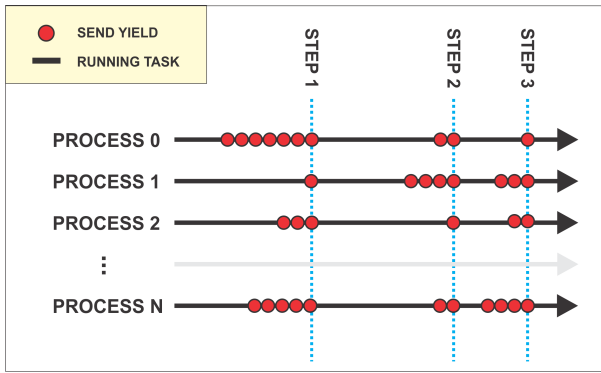 SEND YIELD
RUNNING TASK
STEP 1
STEP 2
STEP 3
PROCESS 0
PROCESS 1
PROCESS 2
...
PROCESS N